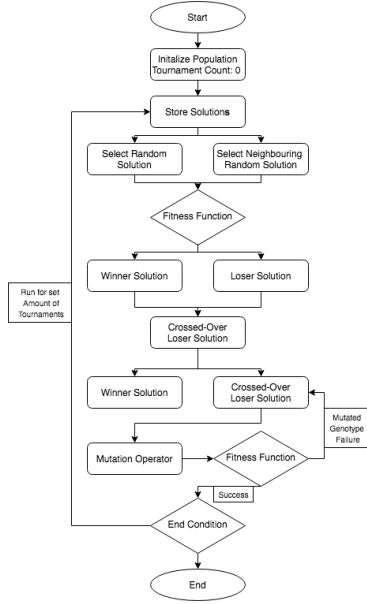 Start
Initalize Population
Tournament Count: 0
Store Solutions
Select Random
Solution
Select Neighbouring
Random Solution
Fitness Function
Winner Solution
Loser Solution
Run for set
Amount of
Tournaments
Crossed-Over
Loser Solution
Winner Solution
Crossed-Over
Loser Solution
Mutated
Genotype
Failure
Mutation Operator
Fitness Function
Success
End Condition
End